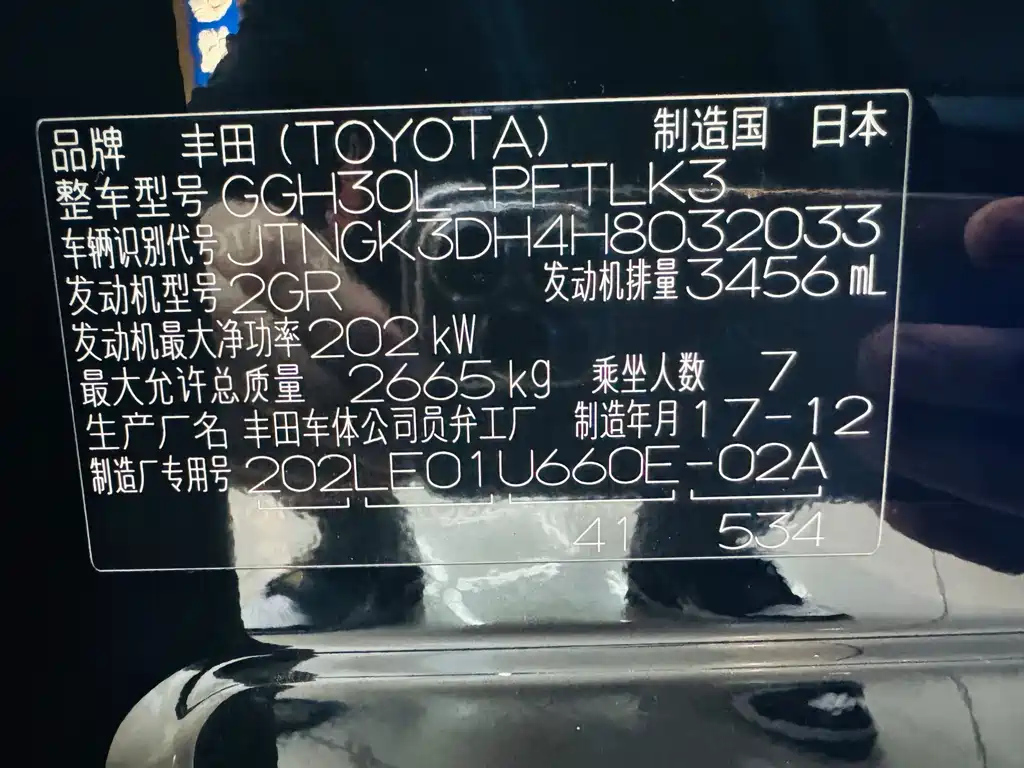 品牌 丰田(TOYOTA) 制造国 日本
整车型号 GGH30L-PFTLK3
车辆识别代号 JTNGK3DH4H8032033
发动机型号 2GR 发动机排量 3456 mL
发动机最大净功率 202 kW
最大允许总质量 2665 kg 乘坐人数 7
生产厂名 丰田车体公司员弁工厂 制造年月 17-12
制造厂专用号 202LE01U660E-02A
41 534